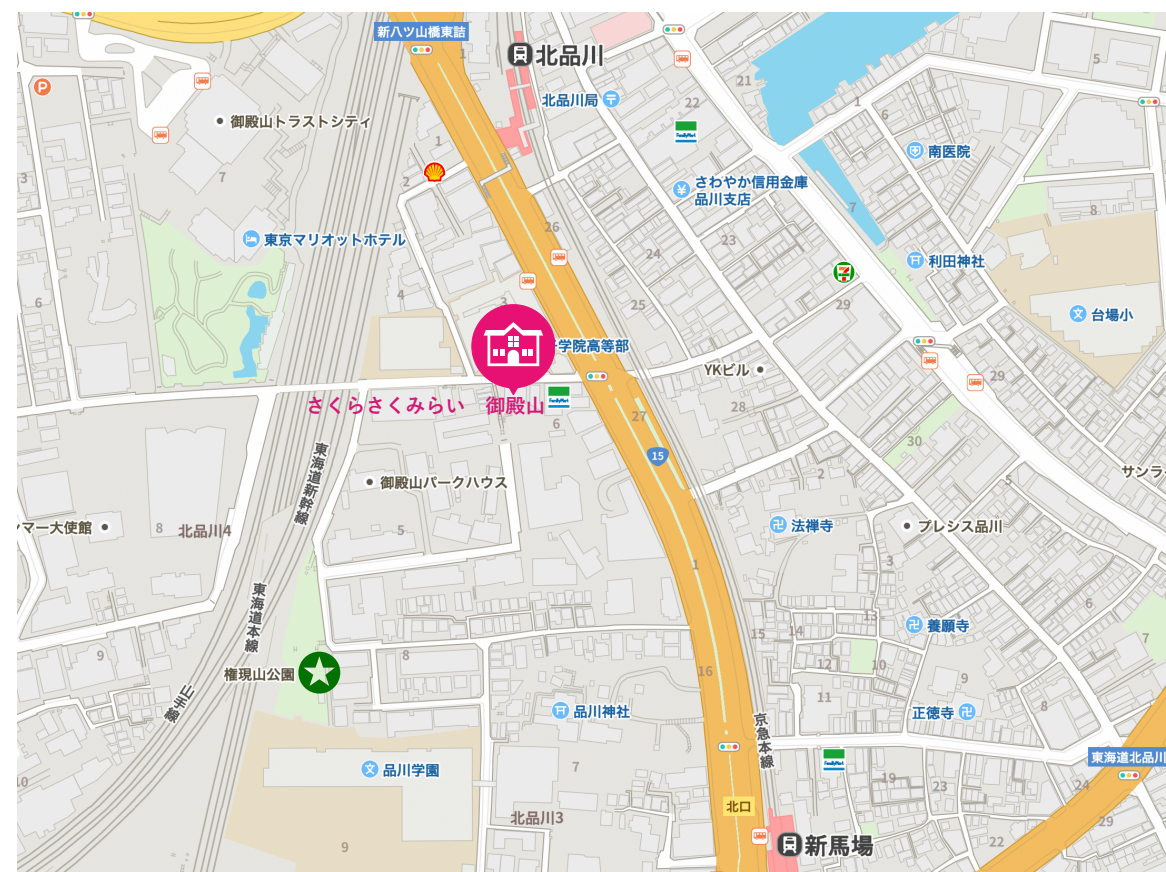 新八ツ山橋東詰
1
北品川
21
5
P
北品川局
22
1
6
FamilyMart
御殿山トラストシティ
1
南医院
3
7
2
さわやか信用金庫
品川支店
7
8
26
東京マリオットホテル
23
24
利田神社
7
6
4
3
25
29
台場小
学院高等部
YKビル
29
さくらさくみらい 御殿山
FamilyMart
28
6
27
30
15
東海道新幹線
2
サンラ
御殿山パークハウス
5
マー大使館
8
北品川4
5
法禅寺
プレシス品川
3
1
東海道本線
6
13
養願寺
7
15
14
9
8
12
10
権現山公園
16
9
山手線
11
8
品川神社
正徳寺
京急本線
FamilyMart
東海道北品川
品川学園
7
10
19
23
24
北口
北品川3
29
9
新馬場
22